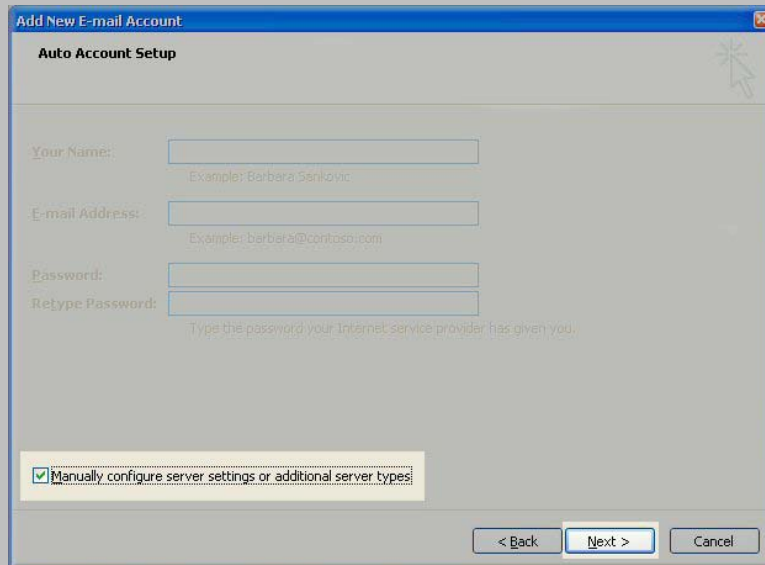 Add New E-mail Account
Auto Account Setup
Your Name:
Example: Barbara Sankovic
E-mail Address:
Example: barbara@contoso.com
Password:
Retype Password:
Type the password your Internet service provider has given you.
Manually configure server settings or additional server types
< Back Next > Cancel